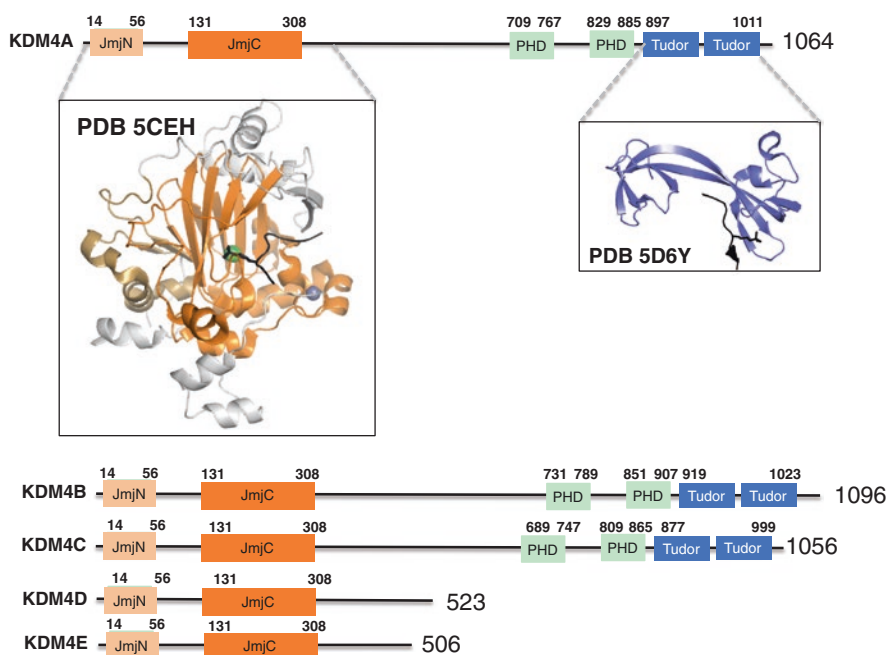 14 56 131 308 709 767 829 885 897 1011
KDM4A JmjN JmjC PHD PHD Tudor Tudor 1064
PDB 5CEH
PDB 5D6Y
14 56 131 308 731 789 851 907 919 1023
KDM4B JmjN JmjC PHD PHD Tudor Tudor 1096
14 56 131 308 689 747 809 865 877 999
KDM4C JmjN JmjC PHD PHD Tudor Tudor 1056
14 56 131 308
KDM4D JmjN JmjC 523
14 56 131 308
KDM4E JmjN JmjC 506